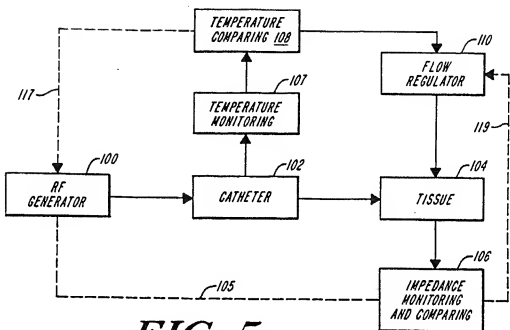 TEMPERATURE
COMPARING 108
110
FLOW
REGULATOR
107
TEMPERATURE
MONITORING
117
119
100
RF
GENERATOR
102
CATHETER
104
TISSUE
106
IMPEDANCE
MONITORING
AND COMPARING
105
FIG. 5